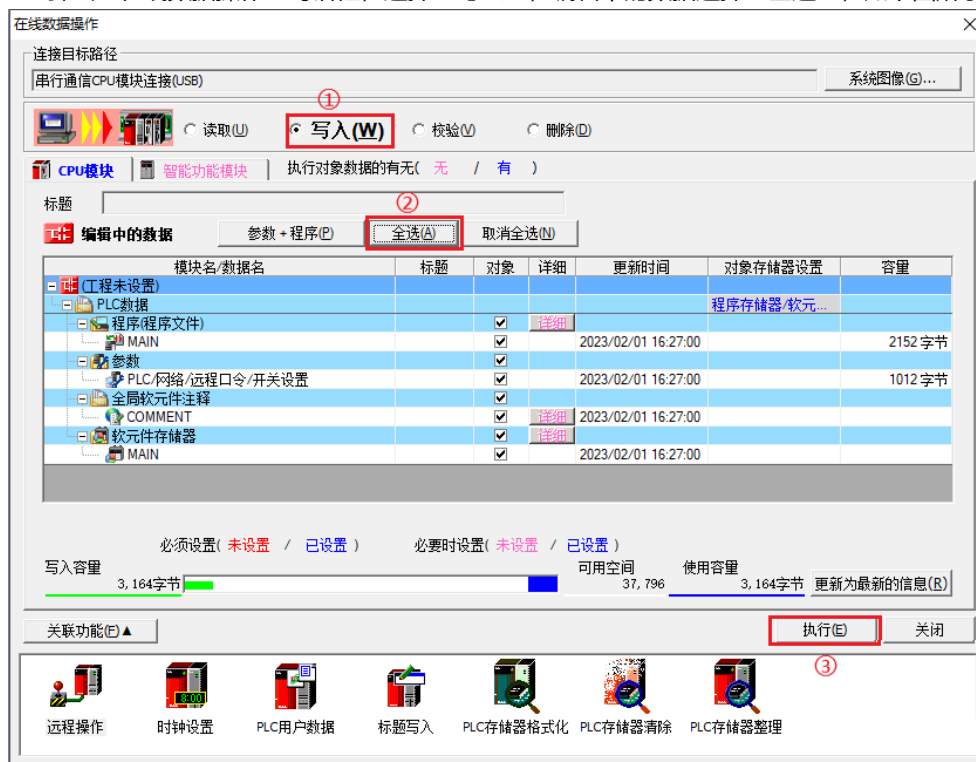 在线数据操作
连接目标路径
串行通信CPU模块连接(USB)
系统图像(G)...
①
读取(U) 写入(W) 校验(V) 删除(D)
CPU模块 智能功能模块 执行对象数据的有无( 无 / 有 )
标题
②
编辑中的数据 参数+程序(P) 全选(A) 取消全选(N)
模块名/数据名 标题 对象 详细 更新时间 对象存储器设置 容量
(工程未设置)
PLC数据 程序存储器/软元...
程序(程序文件) 详细
MAIN 2023/02/01 16:27:00 2152 字节
参数
PLC/网络/远程口令/开关设置 2023/02/01 16:27:00 1012 字节
全局软元件注释
COMMENT 详细 2023/02/01 16:27:00
软元件存储器 详细
MAIN 2023/02/01 16:27:00
必须设置( 未设置 / 已设置 ) 必要时设置( 未设置 / 已设置 )
写入容量 可用空间 使用容量
3,164字节 37,796 3,164字节 更新为最新的信息(R)
关联功能(F)▲ 执行(E) 关闭
③
远程操作 时钟设置 PLC用户数据 标题写入 PLC存储器格式化 PLC存储器清除 PLC存储器整理